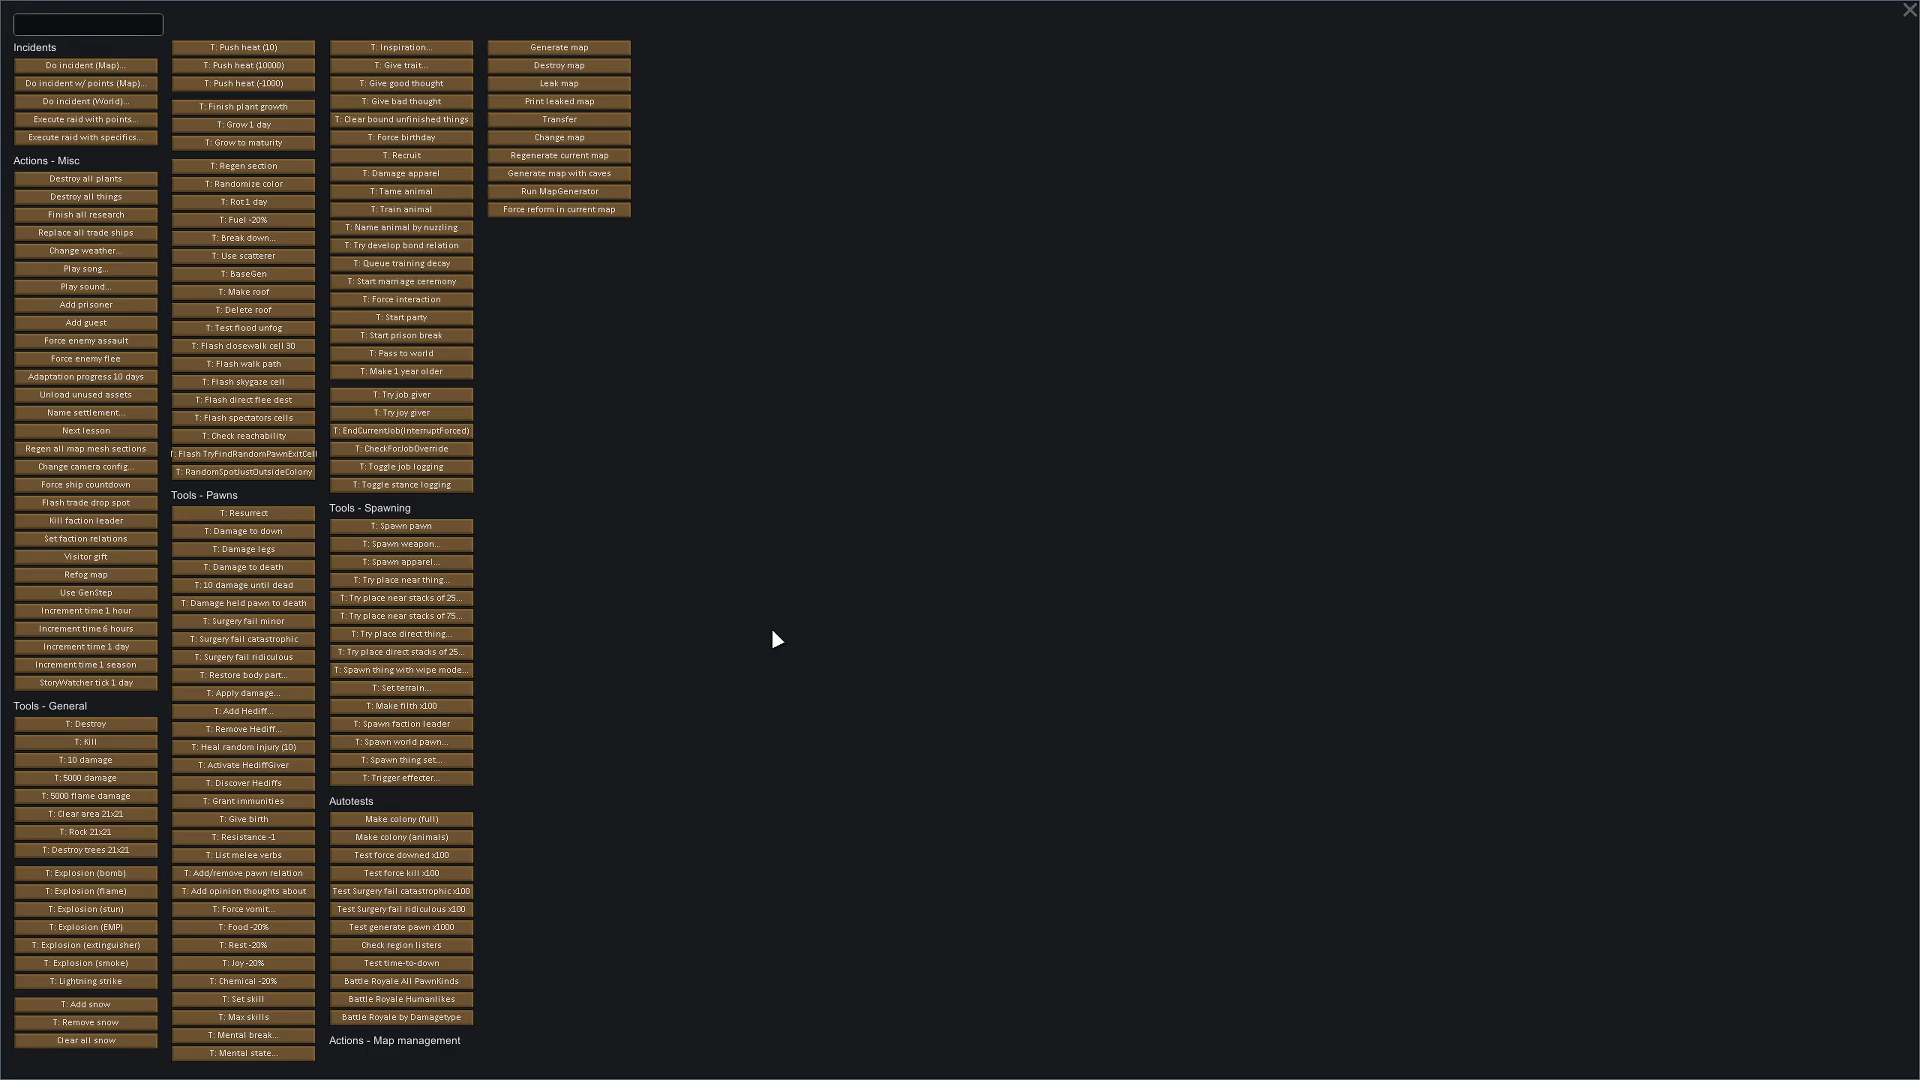 Incidents
Do incident (Map)...
Do incident w/ points (Map)...
Do incident (World)...
Execute raid with points...
Execute raid with specifics...
Actions - Misc
Destroy all plants
Destroy all things
Finish all research
Replace all trade ships
Change weather...
Play song...
Play sound...
Add prisoner
Add guest
Force enemy assault
Force enemy flee
Adaptation progress 10 days
Unload unused assets
Name settlement...
Next lesson
Regen all map mesh sections
Change camera config...
Force ship countdown
Flash trade drop spot
Kill faction leader
Set faction relations
Visitor gift
Refog map
Use GenStep
Increment time 1 hour
Increment time 6 hours
Increment time 1 day
Increment time 1 season
StoryWatcher tick 1 day
Tools - General
T: Destroy
T: Kill
T: 10 damage
T: 5000 damage
T: 5000 flame damage
T: Clear area 21x21
T: Rock 21x21
T: Destroy trees 21x21
T: Explosion (bomb)
T: Explosion (flame)
T: Explosion (stun)
T: Explosion (EMP)
T: Explosion (extinguisher)
T: Explosion (smoke)
T: Lightning strike
T: Add snow
T: Remove snow
Clear all snow
T: Push heat (10)
T: Push heat (10000)
T: Push heat (-1000)
T: Finish plant growth
T: Grow 1 day
T: Grow to maturity
T: Regen section
T: Randomize color
T: Rot 1 day
T: Fuel -20%
T: Break down...
T: Use scatterer
T: BaseGen
T: Make roof
T: Delete roof
T: Test flood unfog
T: Flash closewalk cell 30
T: Flash walk path
T: Flash skygaze cell
T: Flash direct flee dest
T: Flash spectators cells
T: Check reachability
T: Flash TryFindRandomPawnExitCell
T: RandomSpotJustOutsideColony
Tools - Pawns
T: Resurrect
T: Damage to down
T: Damage legs
T: Damage to death
T: 10 damage until dead
T: Damage held pawn to death
T: Surgery fail minor
T: Surgery fail catastrophic
T: Surgery fail ridiculous
T: Restore body part...
T: Apply damage...
T: Add Hediff...
T: Remove Hediff...
T: Heal random injury (10)
T: Activate HediffGiver
T: Discover Hediffs
T: Grant immunities
T: Give birth
T: Resistance -1
T: List melee verbs
T: Add/remove pawn relation
T: Add opinion thoughts about
T: Force vomit...
T: Food -20%
T: Rest -20%
T: Joy -20%
T: Chemical -20%
T: Set skill
T: Max skills
T: Mental break...
T: Mental state...
T: Inspiration...
T: Give trait...
T: Give good thought
T: Give bad thought
T: Clear bound unfinished things
T: Force birthday
T: Recruit
T: Damage apparel
T: Tame animal
T: Train animal
T: Name animal by nuzzling
T: Try develop bond relation
T: Queue training decay
T: Start marriage ceremony
T: Force interaction
T: Start party
T: Start prison break
T: Pass to world
T: Make 1 year older
T: Try job giver
T: Try joy giver
T: EndCurrentJob(InterruptForced)
T: CheckForJobOverride
T: Toggle job logging
T: Toggle stance logging
Tools - Spawning
T: Spawn pawn
T: Spawn weapon...
T: Spawn apparel...
T: Try place near thing...
T: Try place near stacks of 25...
T: Try place near stacks of 75...
T: Try place direct thing...
T: Try place direct stacks of 25...
T: Spawn thing with wipe mode...
T: Set terrain...
T: Make filth x100
T: Spawn faction leader
T: Spawn world pawn...
T: Spawn thing set...
T: Trigger effecter...
Autotests
Make colony (full)
Make colony (animals)
Test force downed x100
Test force kill x100
Test Surgery fail catastrophic x100
Test Surgery fail ridiculous x100
Test generate pawn x1000
Check region listers
Test time-to-down
Battle Royale All PawnKinds
Battle Royale Humanlikes
Battle Royale by Damagetype
Actions - Map management
Generate map
Destroy map
Leak map
Print leaked map
Transfer
Change map
Regenerate current map
Generate map with caves
Run MapGenerator
Force reform in current map